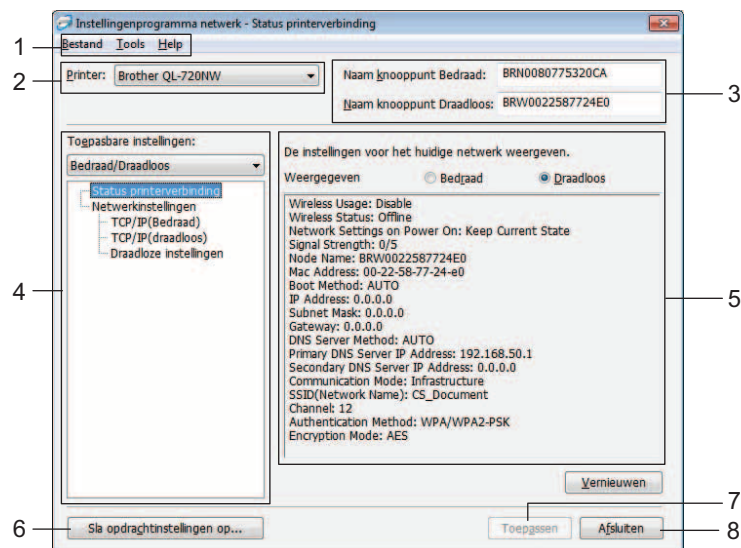 Instellingenprogramma netwerk - Status printerverbinding
1
Bestand Tools Help
2
Printer: Brother QL-720NW
Naam knooppunt Bedraad: BRN0080775320CA
Naam knooppunt Draadloos: BRW0022587724E0
3
Toepasbare instellingen:
Bedraad/Draadloos
Status printerverbinding
Netwerkinstellingen
TCP/IP(Bedraad)
TCP/IP(draadloos)
Draadloze instellingen
4
De instellingen voor het huidige netwerk weergeven.
Weergegeven Bedraad Draadloos
Wireless Usage: Disable
Wireless Status: Offline
Network Settings on Power On: Keep Current State
Signal Strength: 0/5
Node Name: BRW0022587724E0
Mac Address: 00-22-58-77-24-e0
Boot Method: AUTO
IP Address: 0.0.0.0
Subnet Mask: 0.0.0.0
Gateway: 0.0.0.0
DNS Server Method: AUTO
Primary DNS Server IP Address: 192.168.50.1
Secondary DNS Server IP Address: 0.0.0.0
Communication Mode: Infrastructure
SSID(Network Name): CS_Document
Channel: 12
Authentication Method: WPA/WPA2-PSK
Encryption Mode: AES
5
Vernieuwen
7
6
Sla opdrachtinstellingen op...
Toepassen
Afsluiten
8